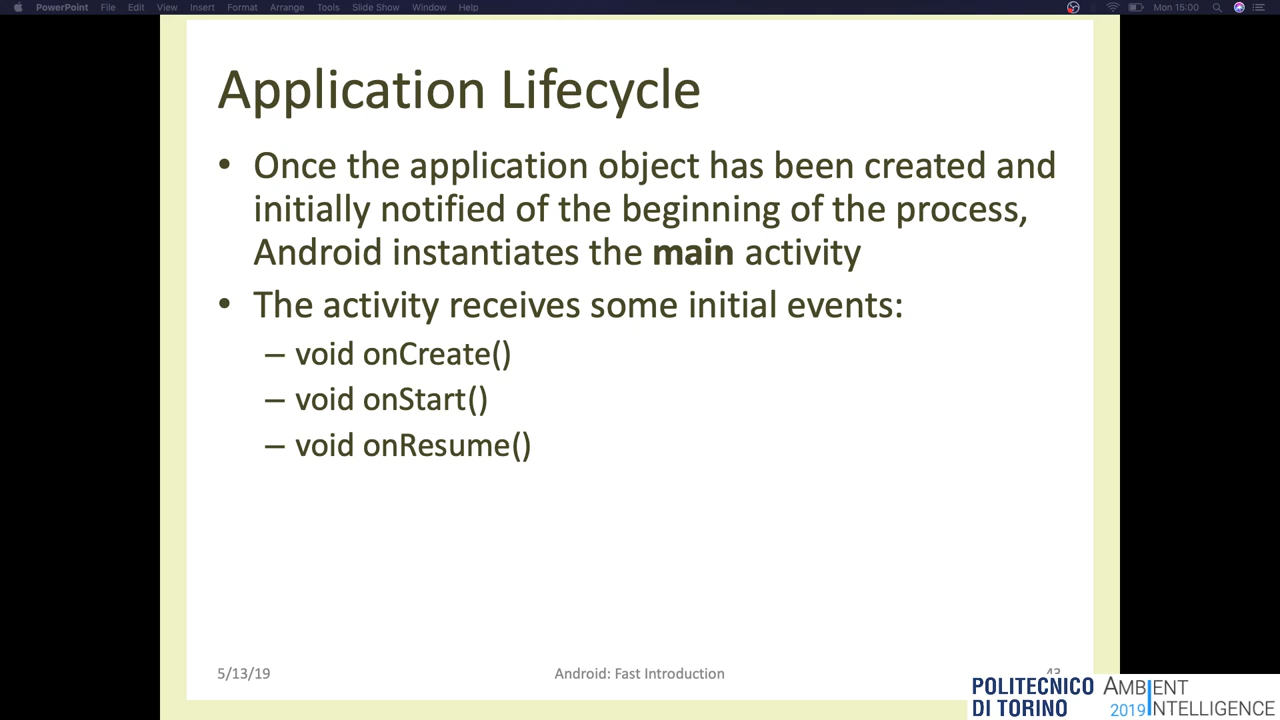 PowerPoint File Edit View Insert Format Arrange Tools Slide Show Window Help Mon 15:00
Application Lifecycle
• Once the application object has been created and
initially notified of the beginning of the process,
Android instantiates the main activity
• The activity receives some initial events:
– void onCreate()
– void onStart()
– void onResume()
5/13/19 Android: Fast Introduction 43
POLITECNICO
DI TORINO
AMBIENT
2019 INTELLIGENCE